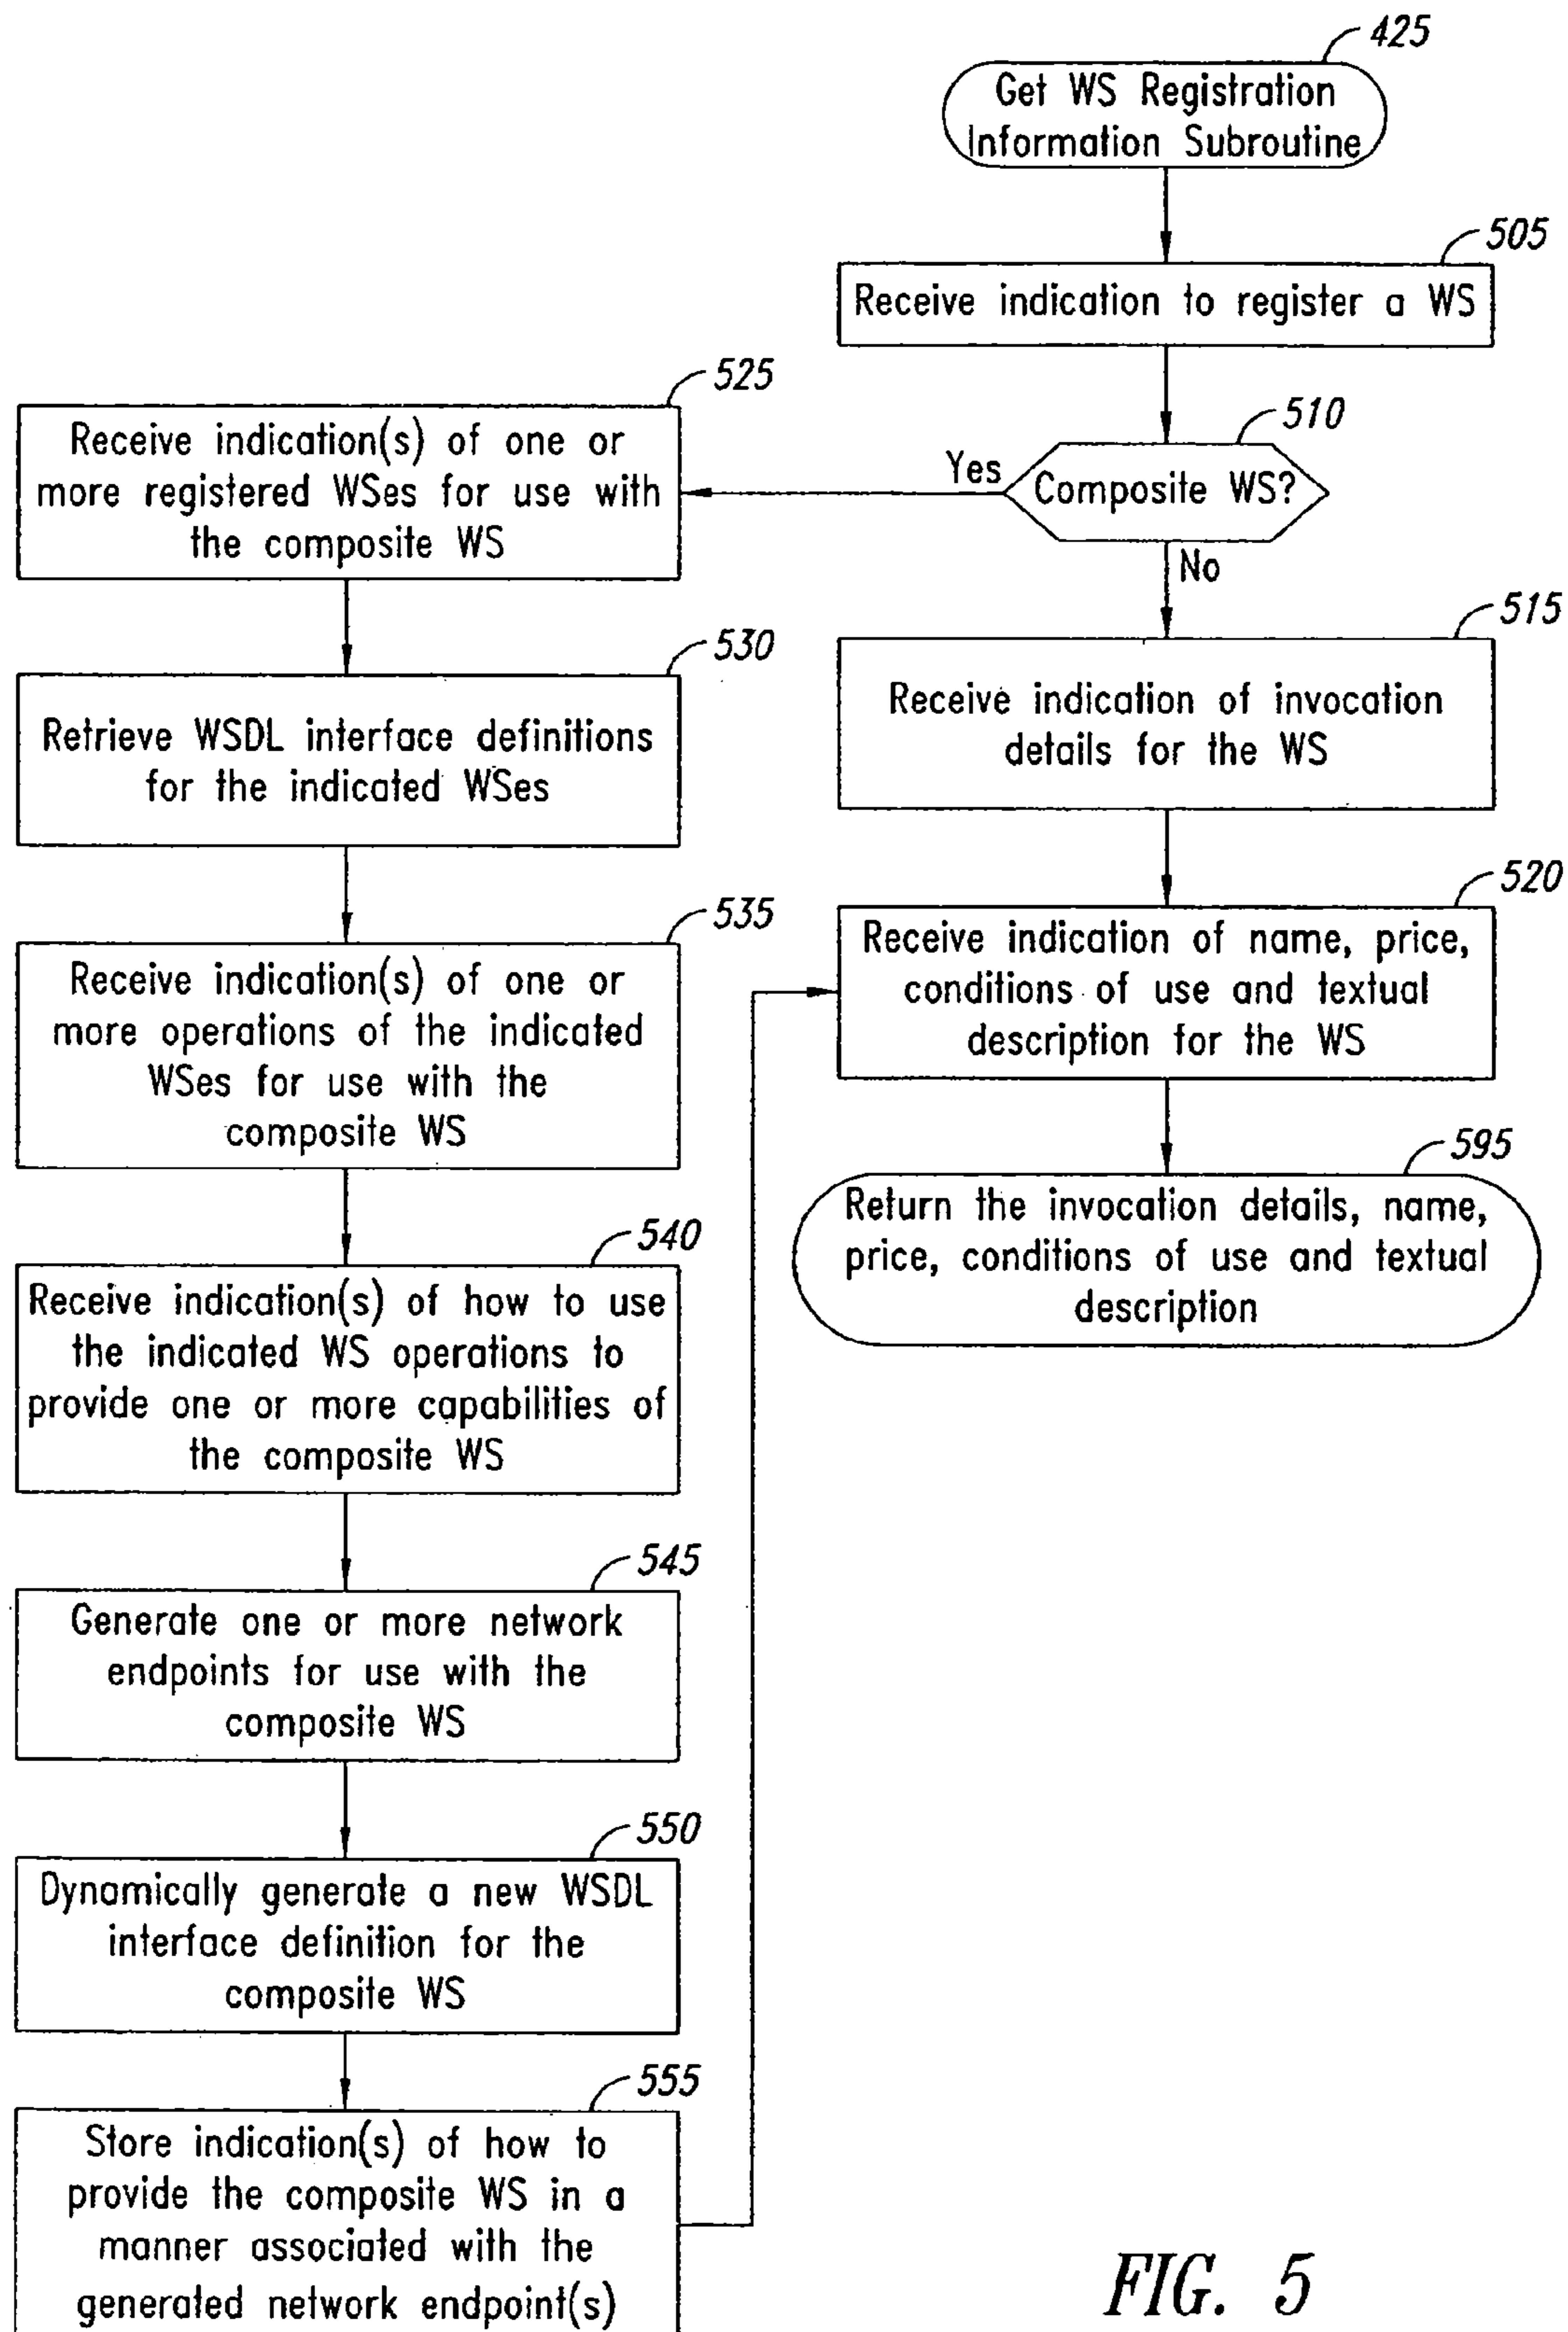 425
Get WS Registration
Information Subroutine
505
Receive indication to register a WS
510
Composite WS?
Yes
No
515
Receive indication of invocation
details for the WS
520
Receive indication of name, price,
conditions of use and textual
description for the WS
595
Return the invocation details, name,
price, conditions of use and textual
description
525
Receive indication(s) of one or
more registered WSes for use with
the composite WS
530
Retrieve WSDL interface definitions
for the indicated WSes
535
Receive indication(s) of one or
more operations of the indicated
WSes for use with the
composite WS
540
Receive indication(s) of how to use
the indicated WS operations to
provide one or more capabilities of
the composite WS
545
Generate one or more network
endpoints for use with the
composite WS
550
Dynamically generate a new WSDL
interface definition for the
composite WS
555
Store indication(s) of how to
provide the composite WS in a
manner associated with the
generated network endpoint(s)
FIG. 5